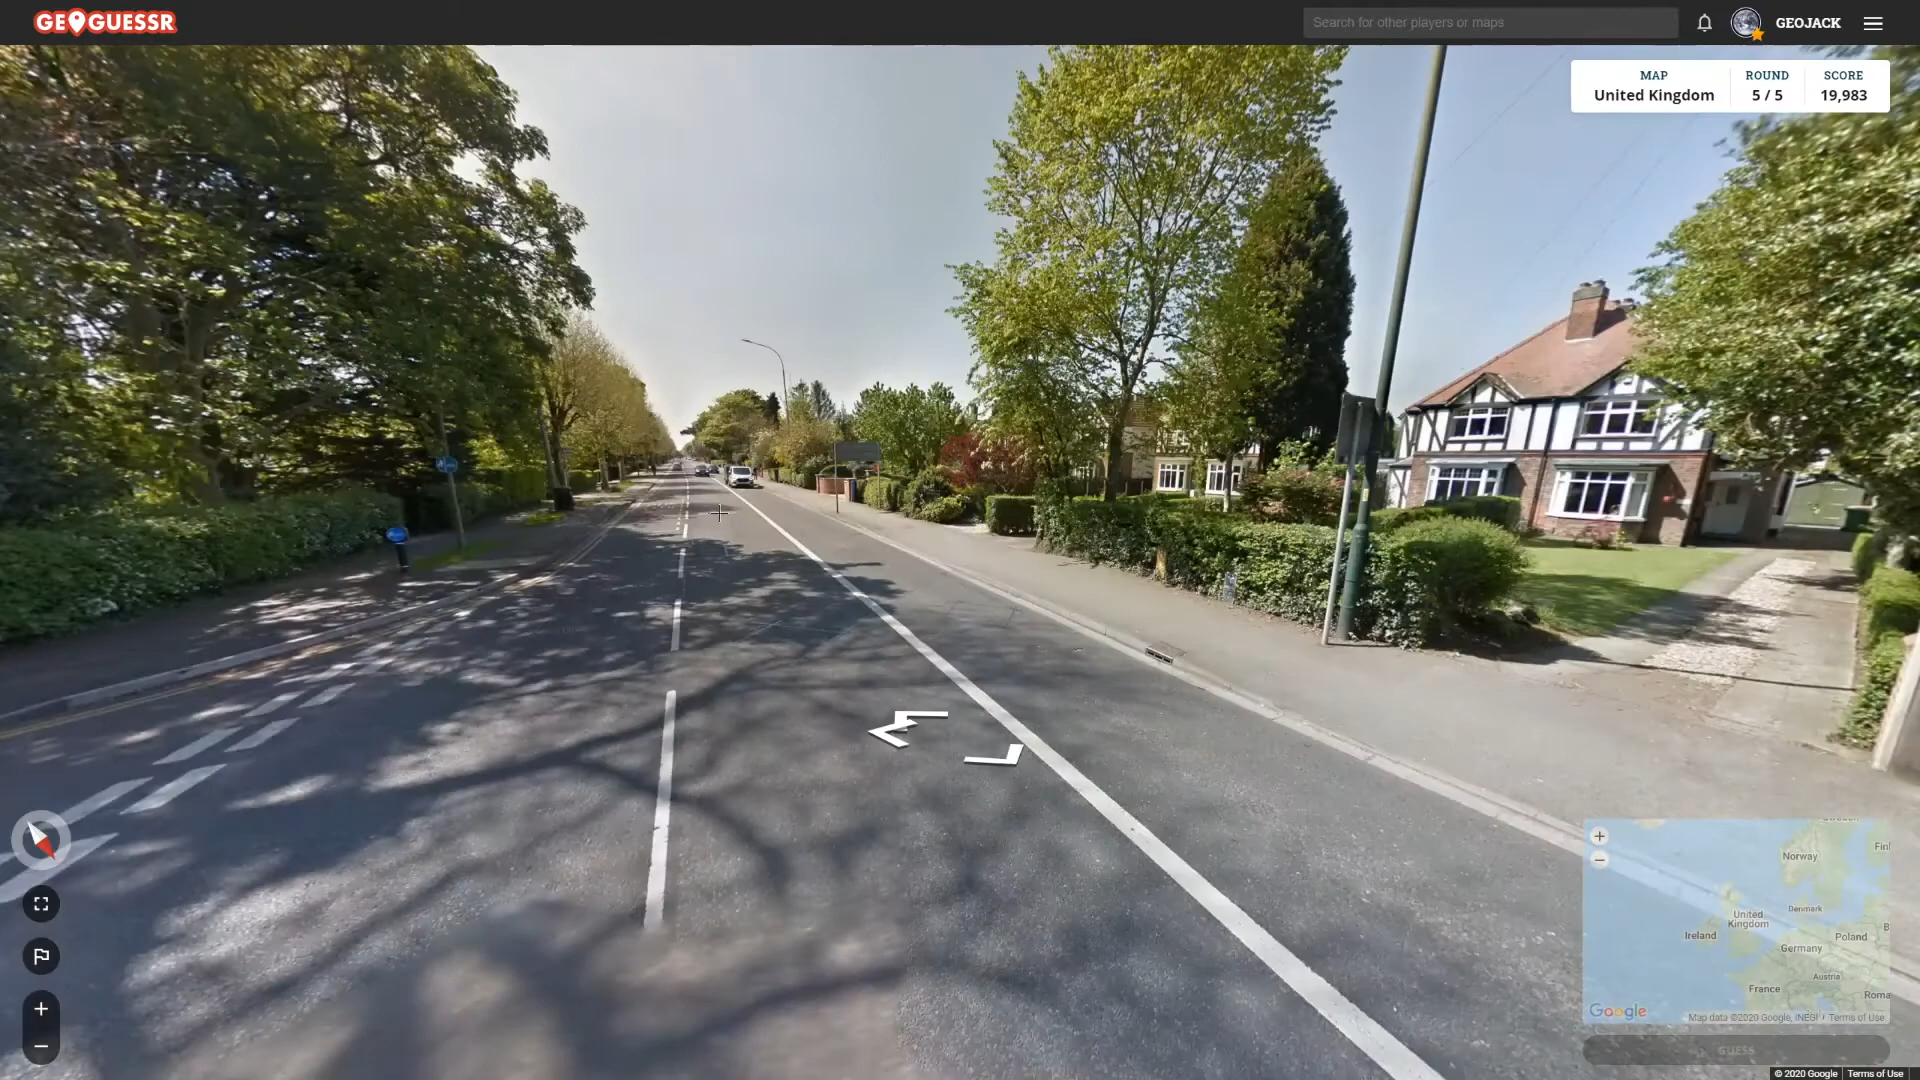 GEOGUESSR
Search for other players or maps
GEOJACK
MAP
United Kingdom
ROUND
5 / 5
SCORE
19,983
Norway
Denmark
United
Kingdom
Ireland
Poland
Germany
Austria
France
Roma
Google
Map data ©2020 Google, INEGI
Terms of Use
GUESS
© 2020 Google
Terms of Use